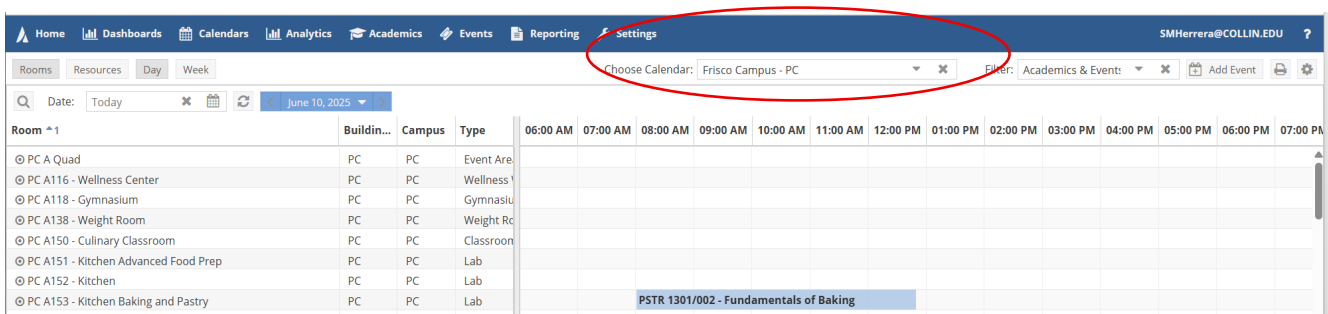 Home Dashboards Calendars Analytics Academics Events Reporting Settings SMHerrera@COLLIN.EDU ?
Rooms Resources Day Week Choose Calendar: Frisco Campus - PC Filter: Academics & Events Add Event
Date: Today June 10, 2025
Room 1 Buildin... Campus Type 06:00 AM 07:00 AM 08:00 AM 09:00 AM 10:00 AM 11:00 AM 12:00 PM 01:00 PM 02:00 PM 03:00 PM 04:00 PM 05:00 PM 06:00 PM 07:00 PM
PC A Quad PC PC Event Are
PC A116 - Wellness Center PC PC Wellness
PC A118 - Gymnasium PC PC Gymnasiu
PC A138 - Weight Room PC PC Weight Ro
PC A150 - Culinary Classroom PC PC Classroon
PC A151 - Kitchen Advanced Food Prep PC PC Lab
PC A152 - Kitchen PC PC Lab
PC A153 - Kitchen Baking and Pastry PC PC Lab PSTR 1301/002 - Fundamentals of Baking